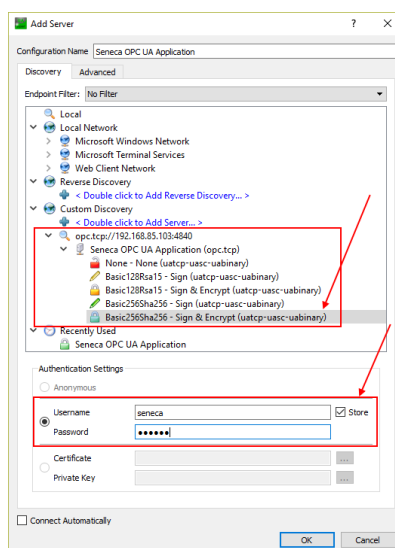 Add Server
? ×
Configuration Name Seneca OPC UA Application
Discovery Advanced
Endpoint Filter: No Filter
Local
Local Network
Microsoft Windows Network
Microsoft Terminal Services
Web Client Network
Reverse Discovery
< Double click to Add Reverse Discovery... >
Custom Discovery
< Double click to Add Server... >
opc.tcp://192.168.85.103:4840
Seneca OPC UA Application (opc.tcp)
None - None (uatcp-uasc-uabinary)
Basic128Rsa15 - Sign (uatcp-uasc-uabinary)
Basic128Rsa15 - Sign & Encrypt (uatcp-uasc-uabinary)
Basic256Sha256 - Sign (uatcp-uasc-uabinary)
Basic256Sha256 - Sign & Encrypt (uatcp-uasc-uabinary)
Recently Used
Seneca OPC UA Application
Authentication Settings
Anonymous
Username seneca Store
Password ••••••
Certificate ...
Private Key ...
Connect Automatically
OK Cancel